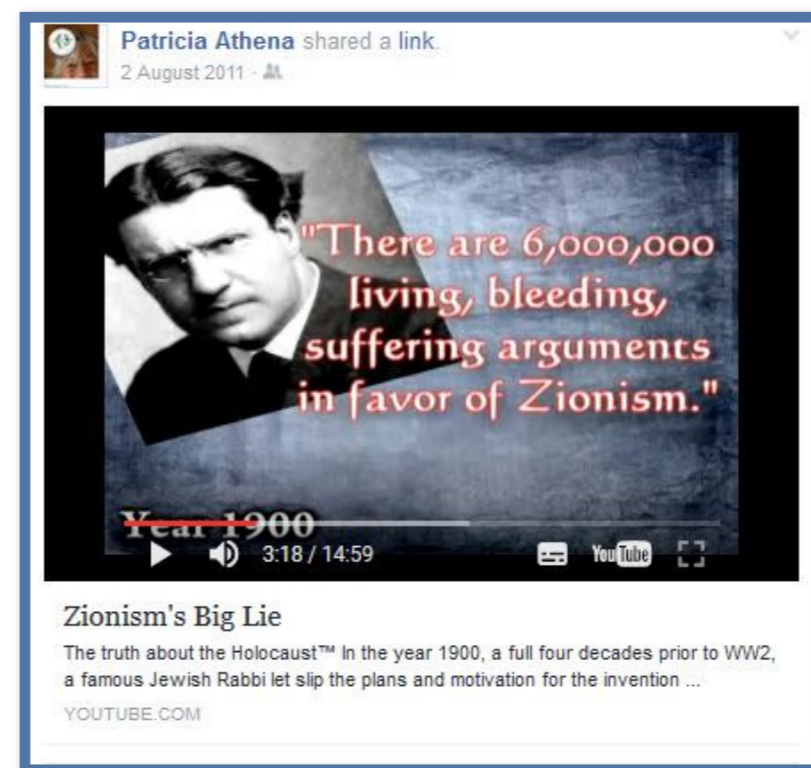 Patricia Athena shared a link.
2 August 2011
"There are 6,000,000
living, bleeding,
suffering arguments
in favor of Zionism."
Year 1900
3:18 / 14:59
YouTube
Zionism's Big Lie
The truth about the Holocaust™ In the year 1900, a full four decades prior to WW2,
a famous Jewish Rabbi let slip the plans and motivation for the invention ...
YOUTUBE.COM